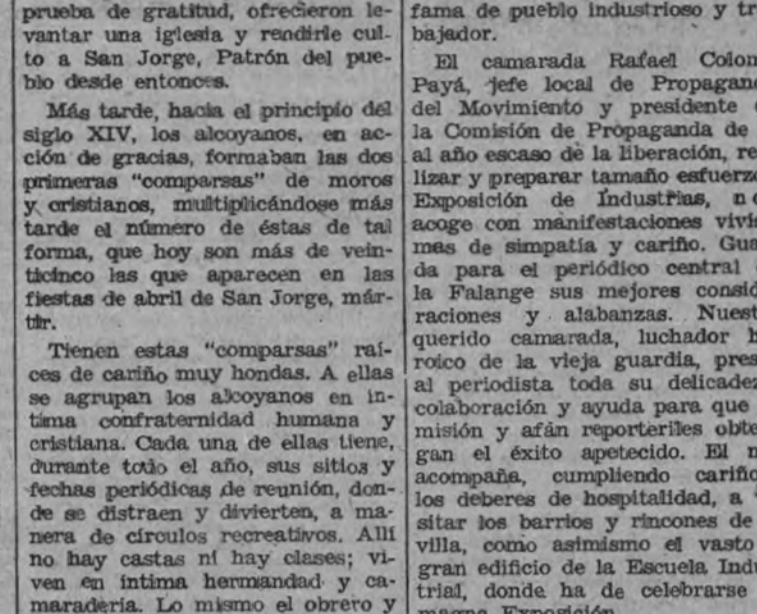 prueba de gratitud, ofrecieron le-
vantar una iglesia y rendirle cul-
to a San Jorge, Patrón del pue-
blo desde entonces.
Más tarde, hacia el principio del
siglo XIV, los alcoyanos, en ac-
ción de gracias, formaban las dos
primeras "comparsas" de moros
y cristianos, multiplicándose más
tarde el número de éstas de tal
forma, que hoy son más de vein-
ticinco las que aparecen en las
fiestas de abril de San Jorge, már-
tir.
Tienen estas "comparsas" raí-
ces de cariño muy hondas. A ellas
se agrupan los alcoyanos en ín-
tima confraternidad humana y
cristiana. Cada una de ellas tiene,
durante todo el año, sus sitios y
fechas periódicas de reunión, don-
de se distraen y divierten, a ma-
nera de círculos recreativos. Allí
no hay castas ni hay clases; vi-
ven en íntima hermandad y ca-
maradería. Lo mismo el obrero y
fama de pueblo industrioso y tr
bajador.
El camarada Rafael Colom
Payá, jefe local de Propagand
del Movimiento y presidente
la Comisión de Propaganda de
al año escaso de la liberación, re
lizar y preparar tamaño esfuerzo
Exposición de Industrias, n
acoge con manifestaciones vivís
mas de simpatía y cariño. Gua
da para el periódico central
la Falange sus mejores consid
raciones y alabanzas. Nuest
querido camarada, luchador h
roico de la vieja guardia, pres
al periodista toda su delicadez
colaboración y ayuda para que
misión y afán reporteriles obte
gan el éxito apetecido. El n
acompaña, cumpliendo cariño
los deberes de hospitalidad, a
sitar los barrios y rincones de
villa, como asimismo el vasto
gran edificio de la Escuela Indu
trial, donde ha de celebrarse
magna Exposición